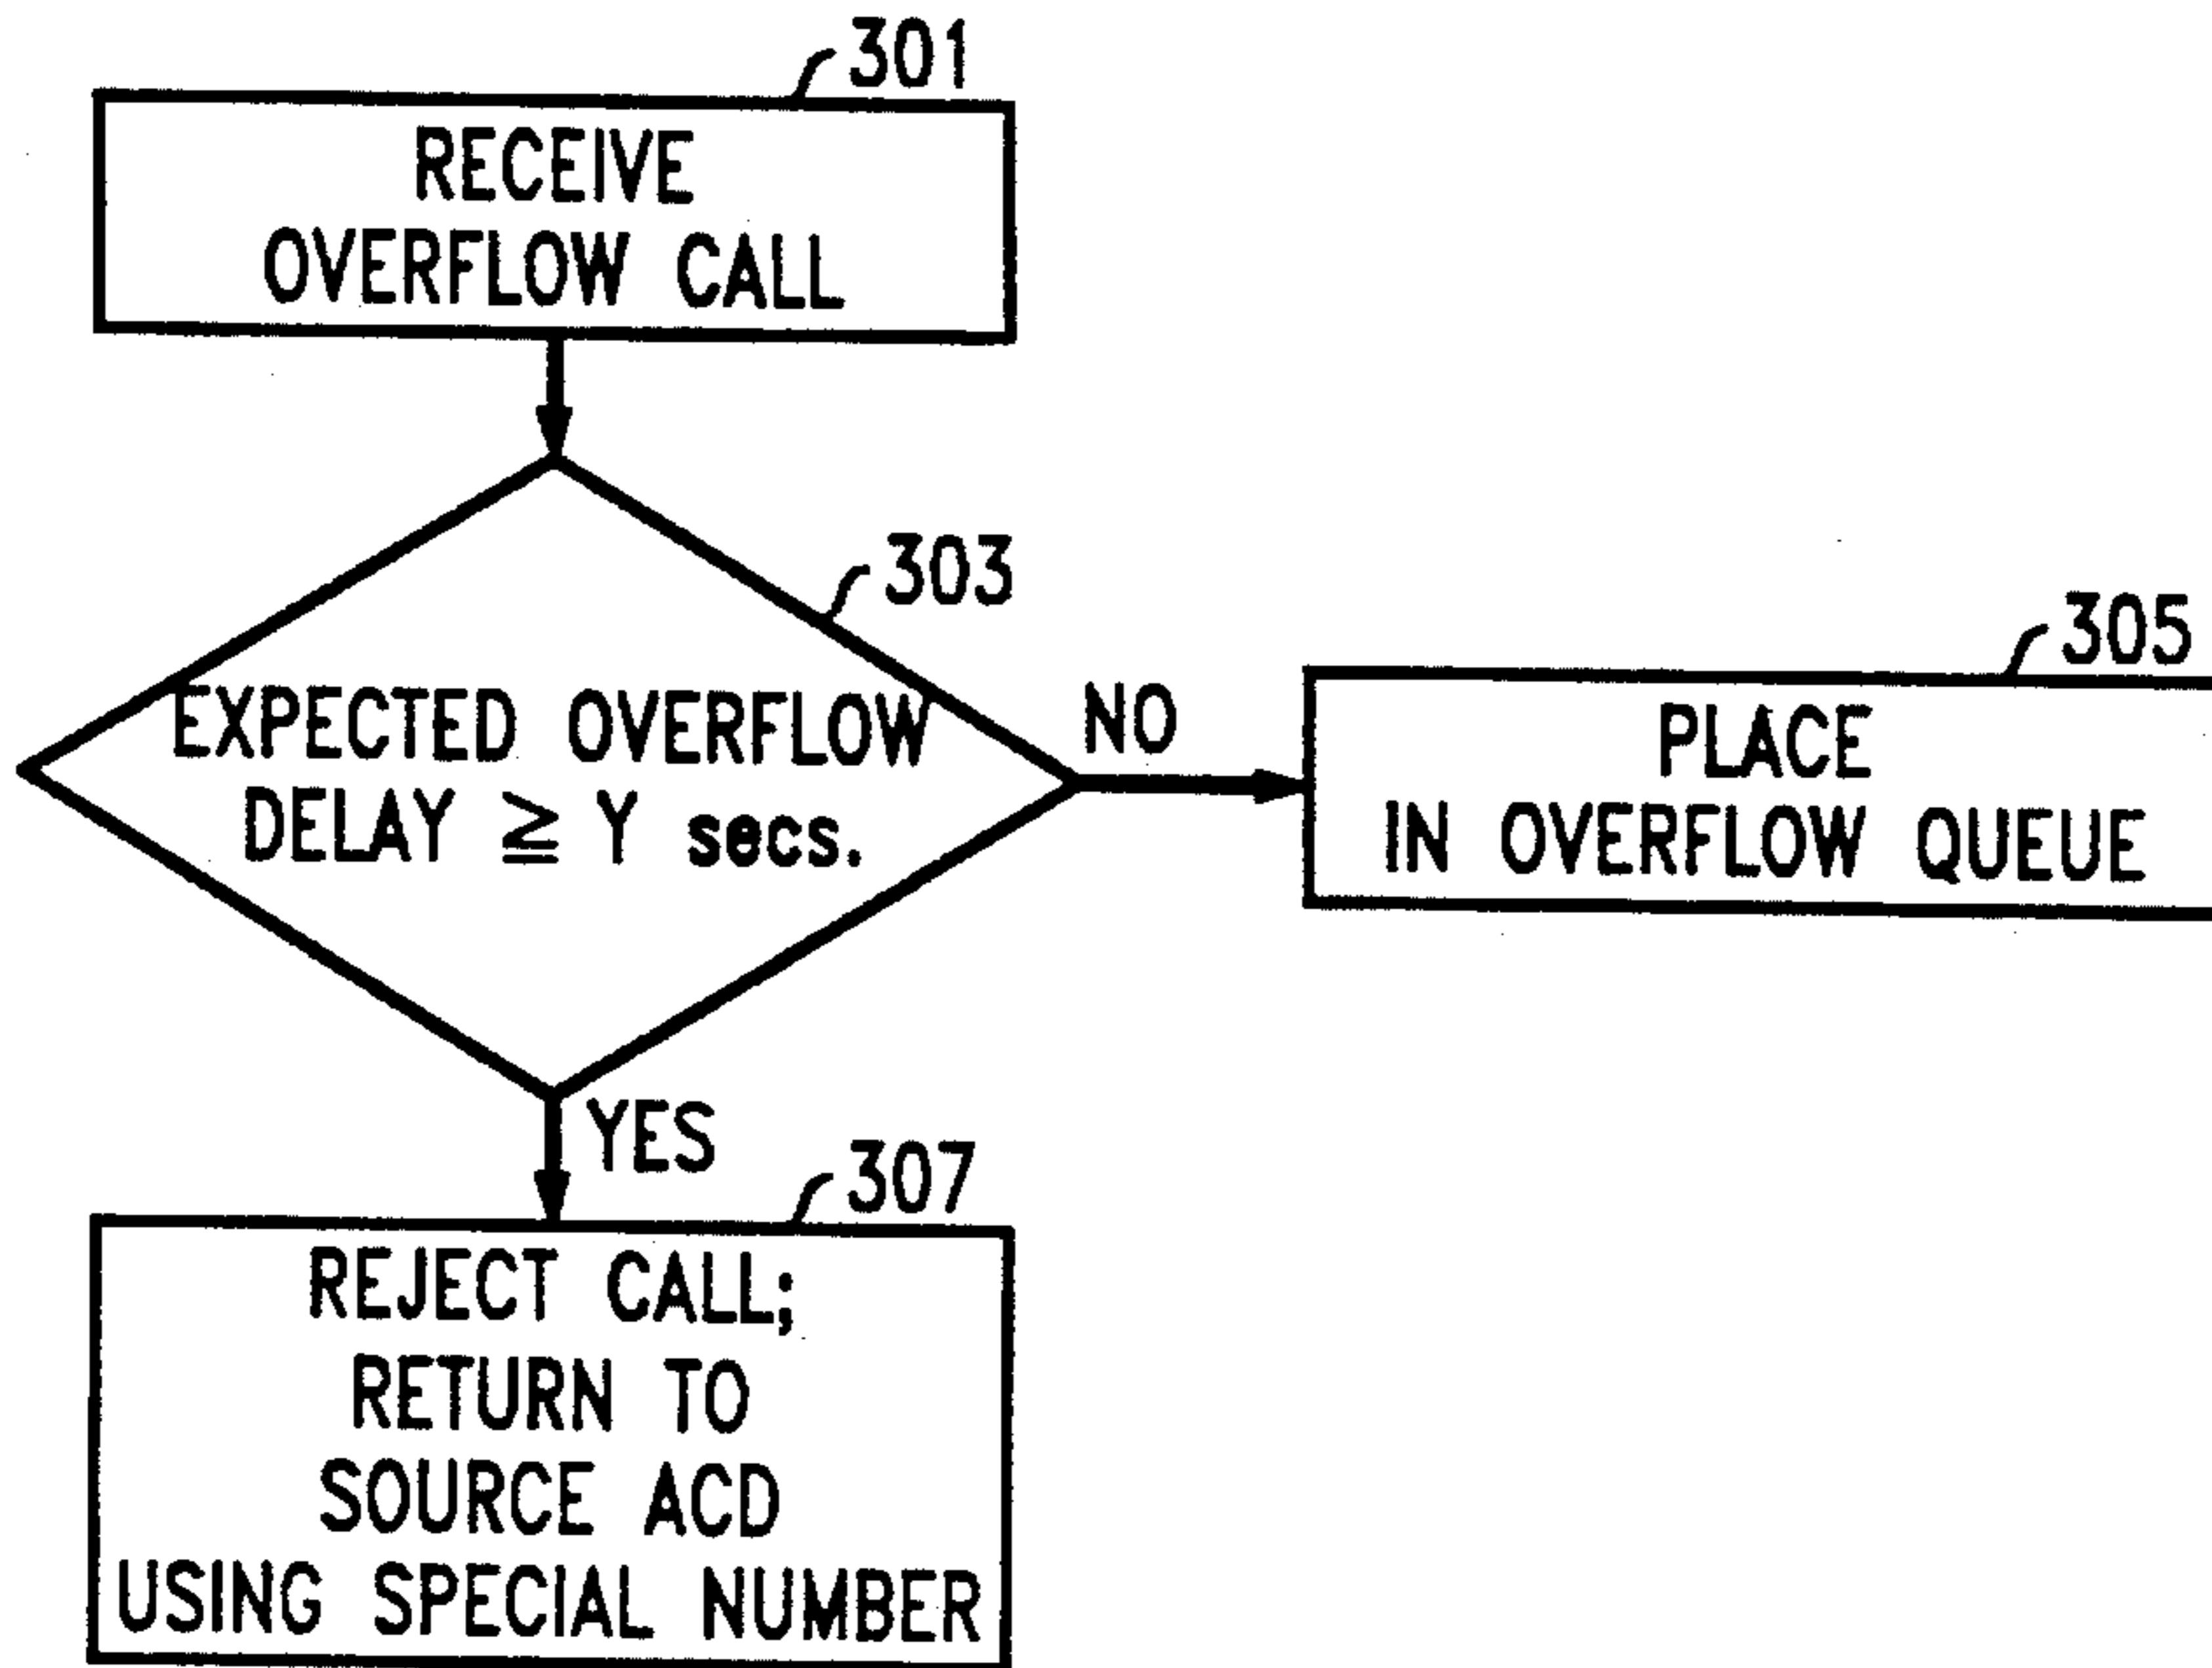 301
RECEIVE
OVERFLOW CALL
303
EXPECTED OVERFLOW
DELAY ≧ Y secs.
NO
305
PLACE
IN OVERFLOW QUEUE
YES
307
REJECT CALL;
RETURN TO
SOURCE ACD
USING SPECIAL NUMBER